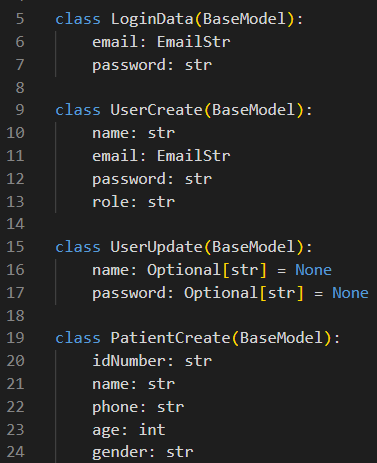 5 class LoginData(BaseModel):
6     email: EmailStr
7     password: str
8
9 class UserCreate(BaseModel):
10     name: str
11     email: EmailStr
12     password: str
13     role: str
14
15 class UserUpdate(BaseModel):
16     name: Optional[str] = None
17     password: Optional[str] = None
18
19 class PatientCreate(BaseModel):
20     idNumber: str
21     name: str
22     phone: str
23     age: int
24     gender: str